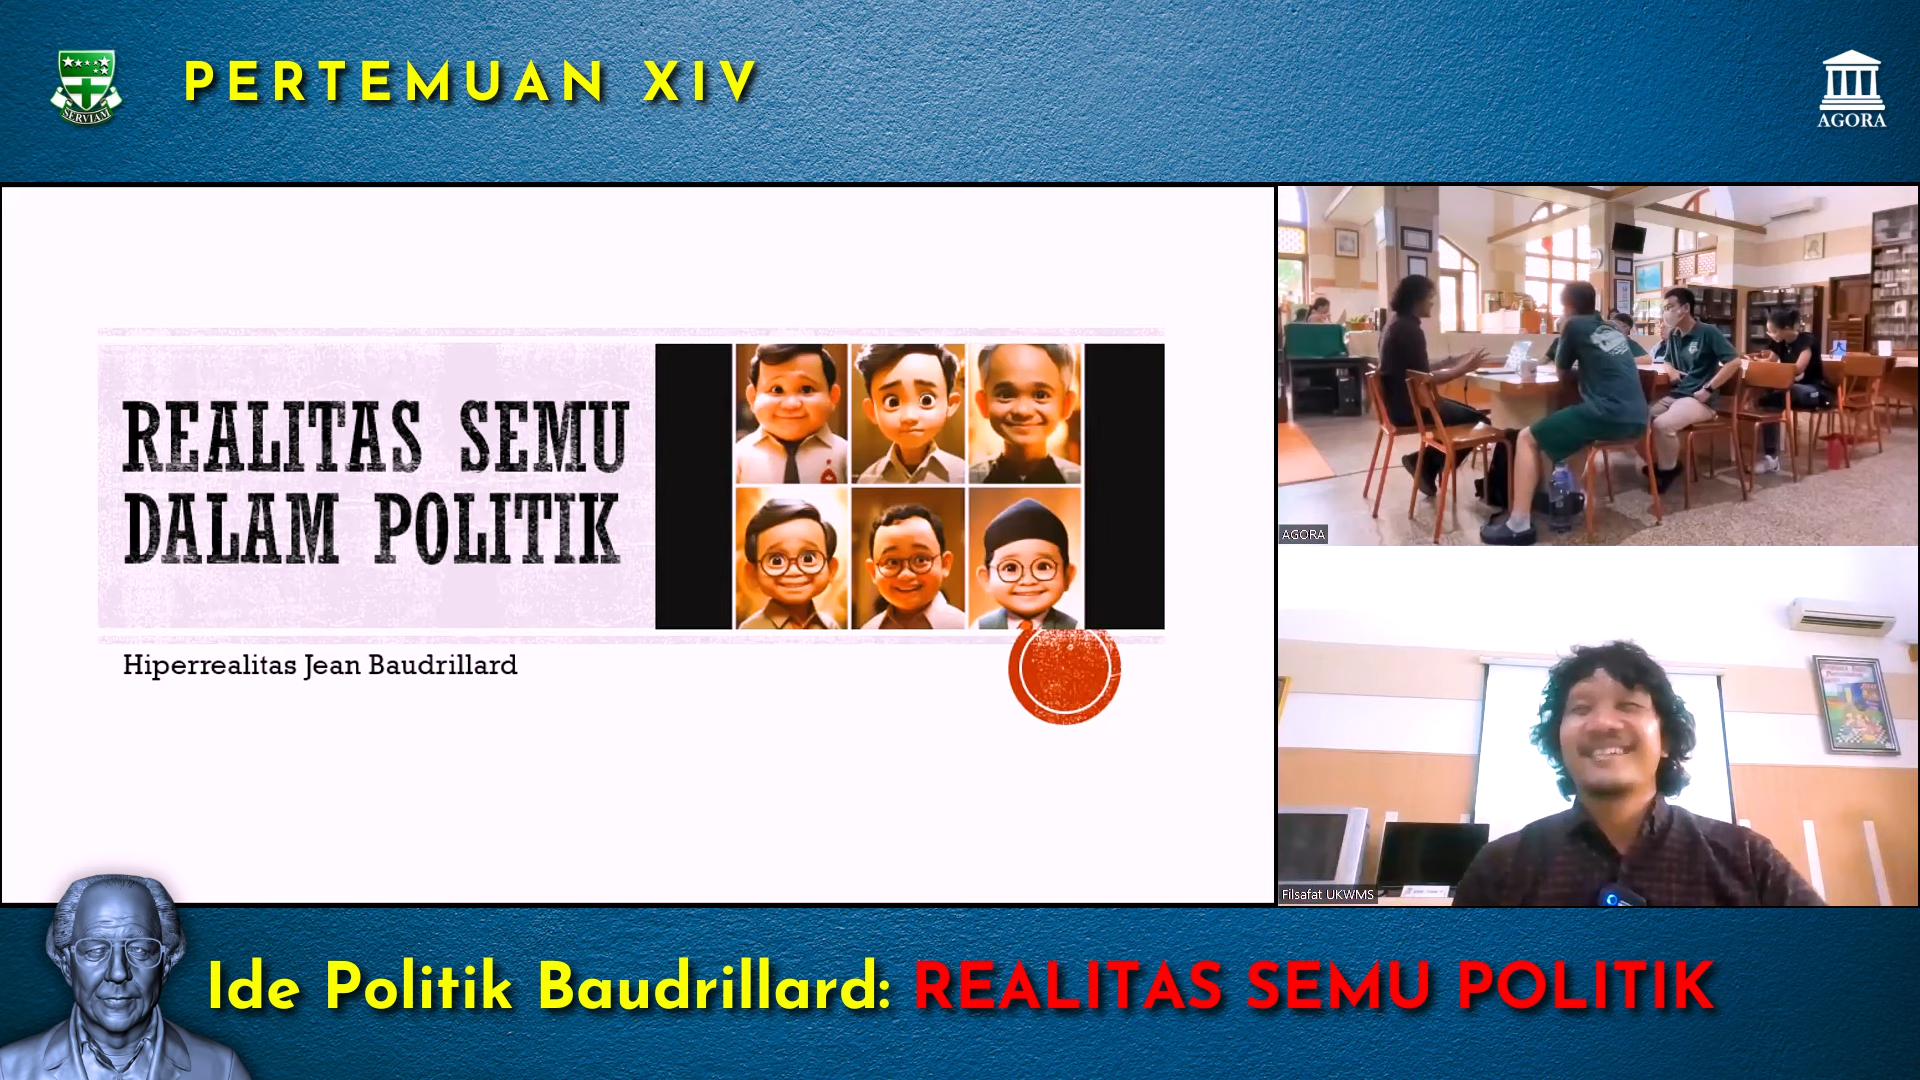 PERTEMUAN XIV
SERVIAM
AGORA
REALITAS SEMU
DALAM POLITIK
Hiperrealitas Jean Baudrillard
AGORA
Filsafat UKWMS
Ide Politik Baudrillard: REALITAS SEMU POLITIK